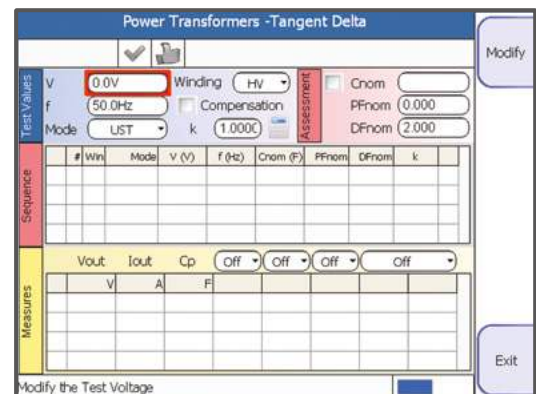 Power Transformers -Tangent Delta
Modify
Test Values
V 0.0V Winding HV Assessment Cnom
f 50.0Hz Compensation PFnom 0.000
Mode UST k 1.000( DFnom 2.000
Sequence
# Win Mode V (V) f (Hz) Cnom (F) PFnom DFnom k
Measures
Vout Iout Cp Off Off Off Off
V A F
Exit
Modify the Test Voltage